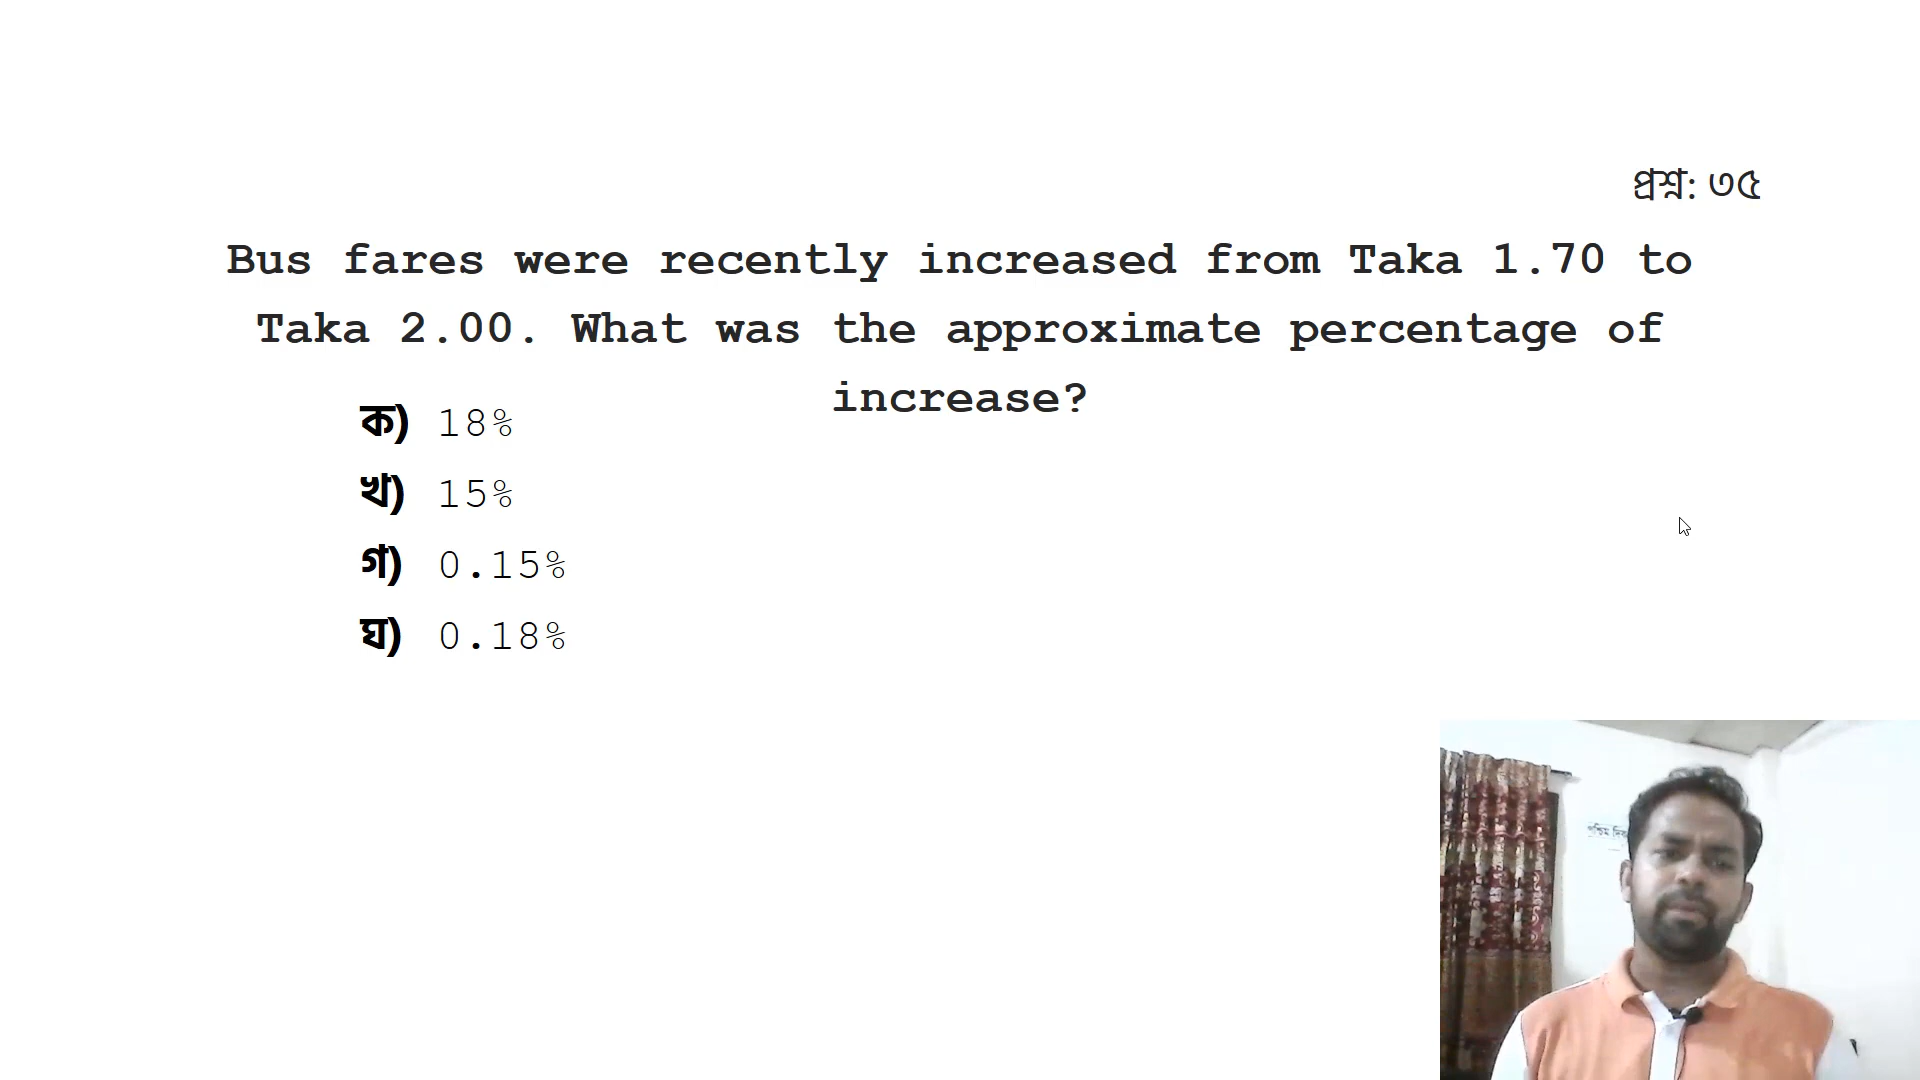 প্রশ্ন: ৩৫
Bus fares were recently increased from Taka 1.70 to
Taka 2.00. What was the approximate percentage of
increase?
ক) 18%
খ) 15%
গ) 0.15%
ঘ) 0.18%